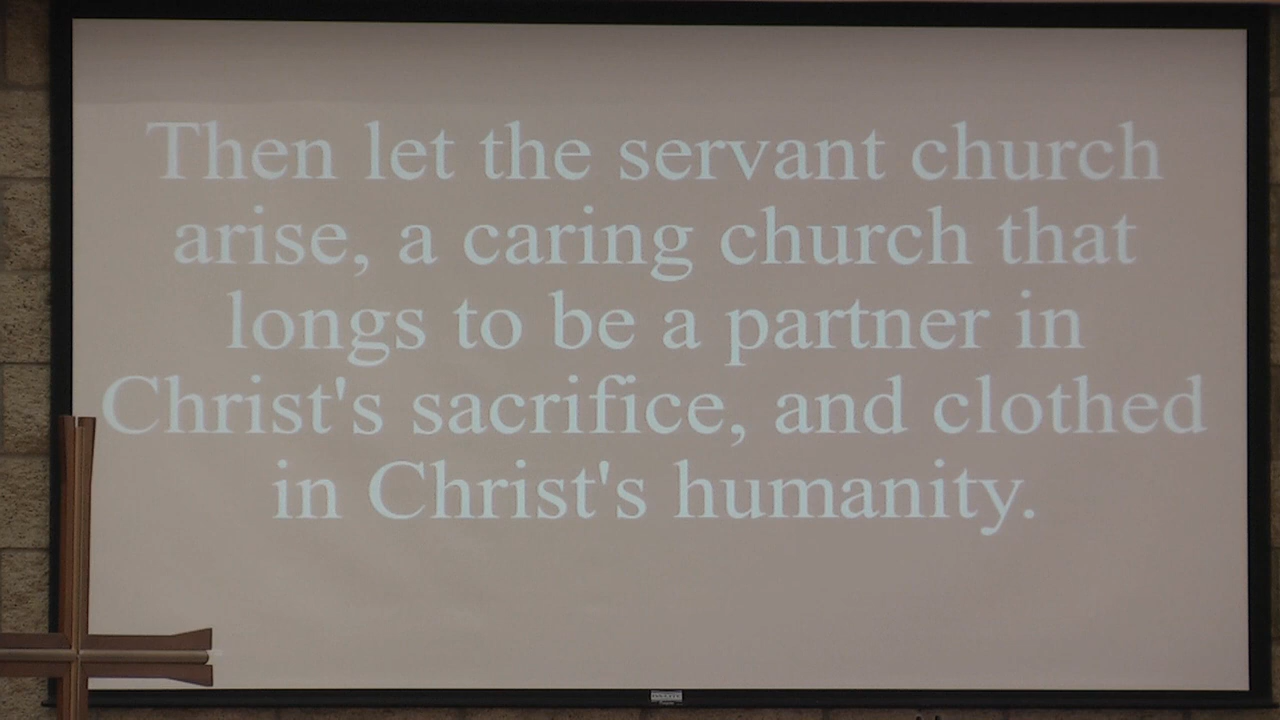 Then let the servant church
arise, a caring church that
longs to be a partner in
Christ's sacrifice, and clothed
in Christ's humanity.